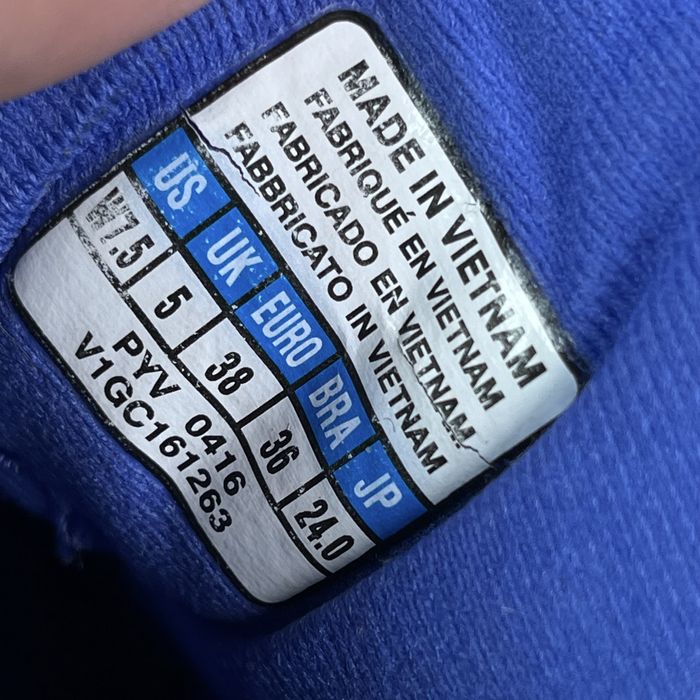 MADE IN VIETNAM
FABRIQUÉ EN VIETNAM
FABRICADO EN VIETNAM
FABBRICATO IN VIETNAM
US UK EURO BRA JP
W7.5 5 38 36 24.0
PYV 0416
V1GC161263